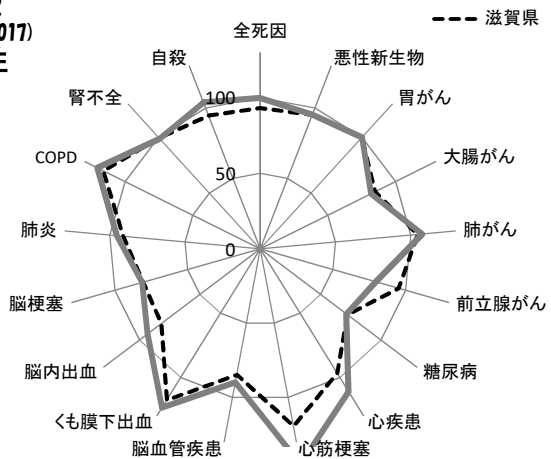 2017)
滋賀県
全死因
悪性新生物
胃がん
大腸がん
肺がん
前立腺がん
糖尿病
心疾患
心筋梗塞
脳血管疾患
くも膜下出血
脳内出血
脳梗塞
肺炎
COPD
腎不全
自殺
100
50
0